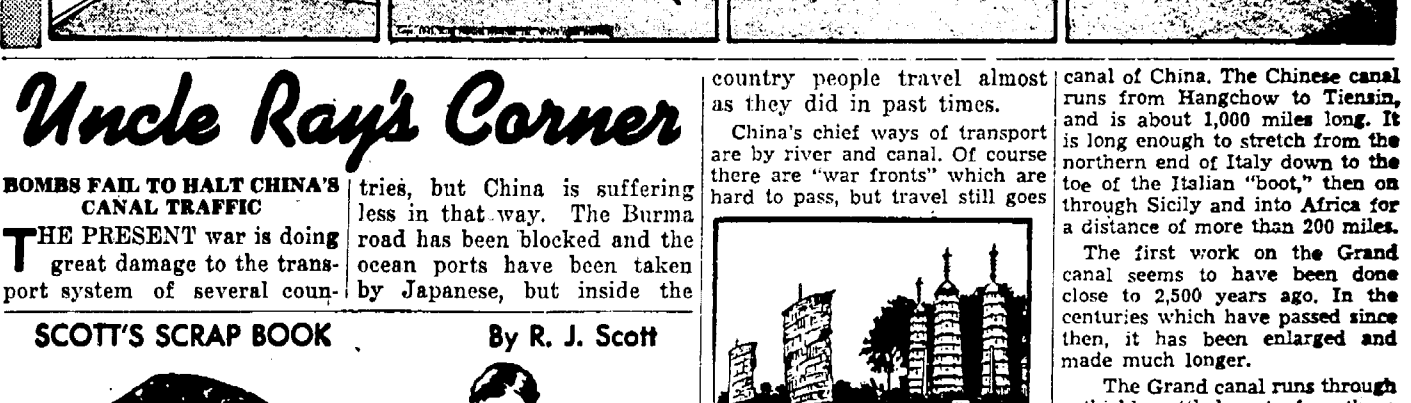 Uncle Ray's Corner
BOMBS FAIL TO HALT CHINA'S
CANAL TRAFFIC
THE PRESENT war is doing
great damage to the trans-
port system of several coun-
tries, but China is suffering
less in that way. The Burma
road has been blocked and the
ocean ports have been taken
by Japanese, but inside the
country people travel almost
as they did in past times.
China's chief ways of transport
are by river and canal. Of course
there are "war fronts" which are
hard to pass, but travel still goes
canal of China. The Chinese canal
runs from Hangchow to Tiensin,
and is about 1,000 miles long. It
is long enough to stretch from the
northern end of Italy down to the
toe of the Italian "boot," then on
through Sicily and into Africa for
a distance of more than 200 miles.
The first work on the Grand
canal seems to have been done
close to 2,500 years ago. In the
centuries which have passed since
then, it has been enlarged and
made much longer.
The Grand canal runs through
SCOTT'S SCRAP BOOK
By R. J. Scott